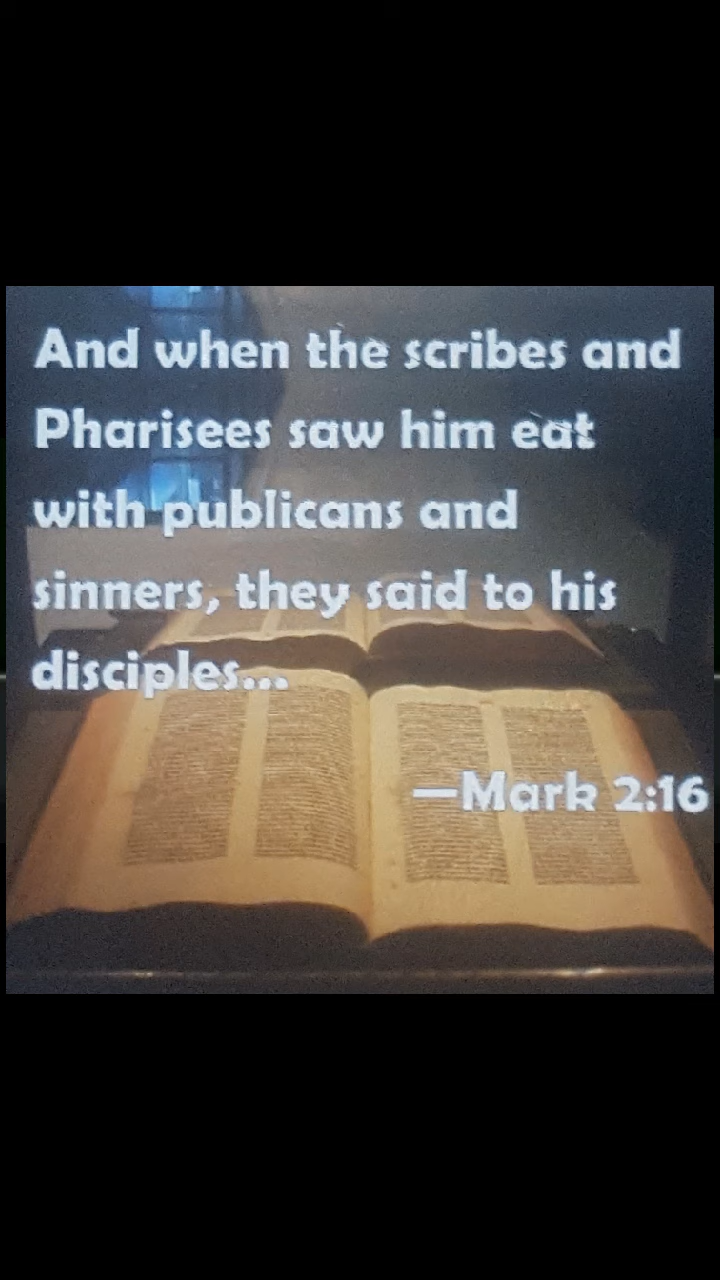 And when the scribes and
Pharisees saw him eat
with publicans and
sinners, they said to his
disciples...
—Mark 2:16